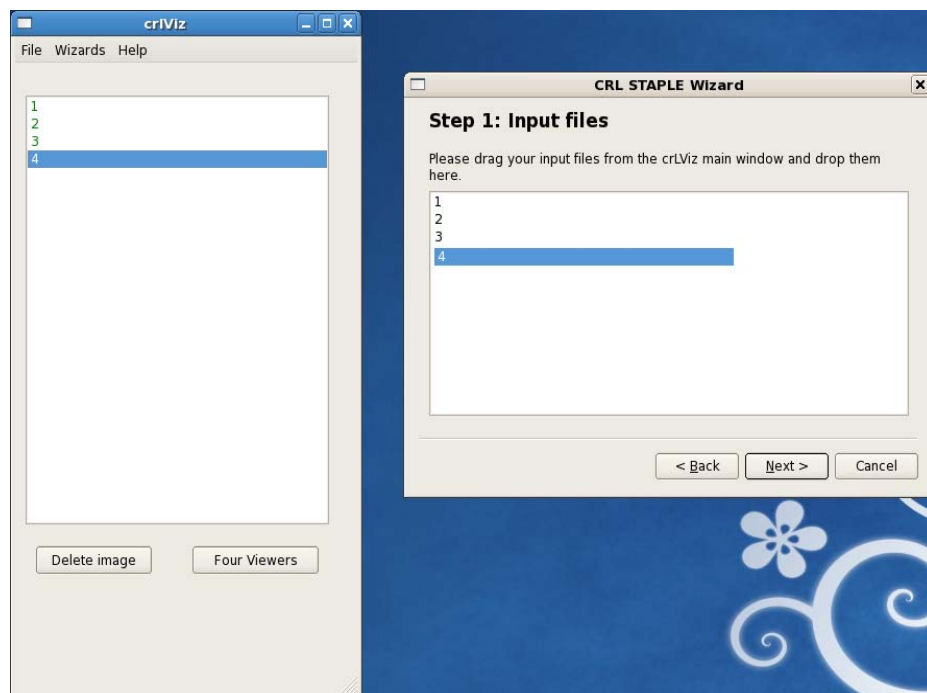 crlViz
File Wizards Help
1
2
3
4
Delete image
Four Viewers
CRL STAPLE Wizard
Step 1: Input files
Please drag your input files from the crLViz main window and drop them
here.
1
2
3
4
< Back
Next >
Cancel